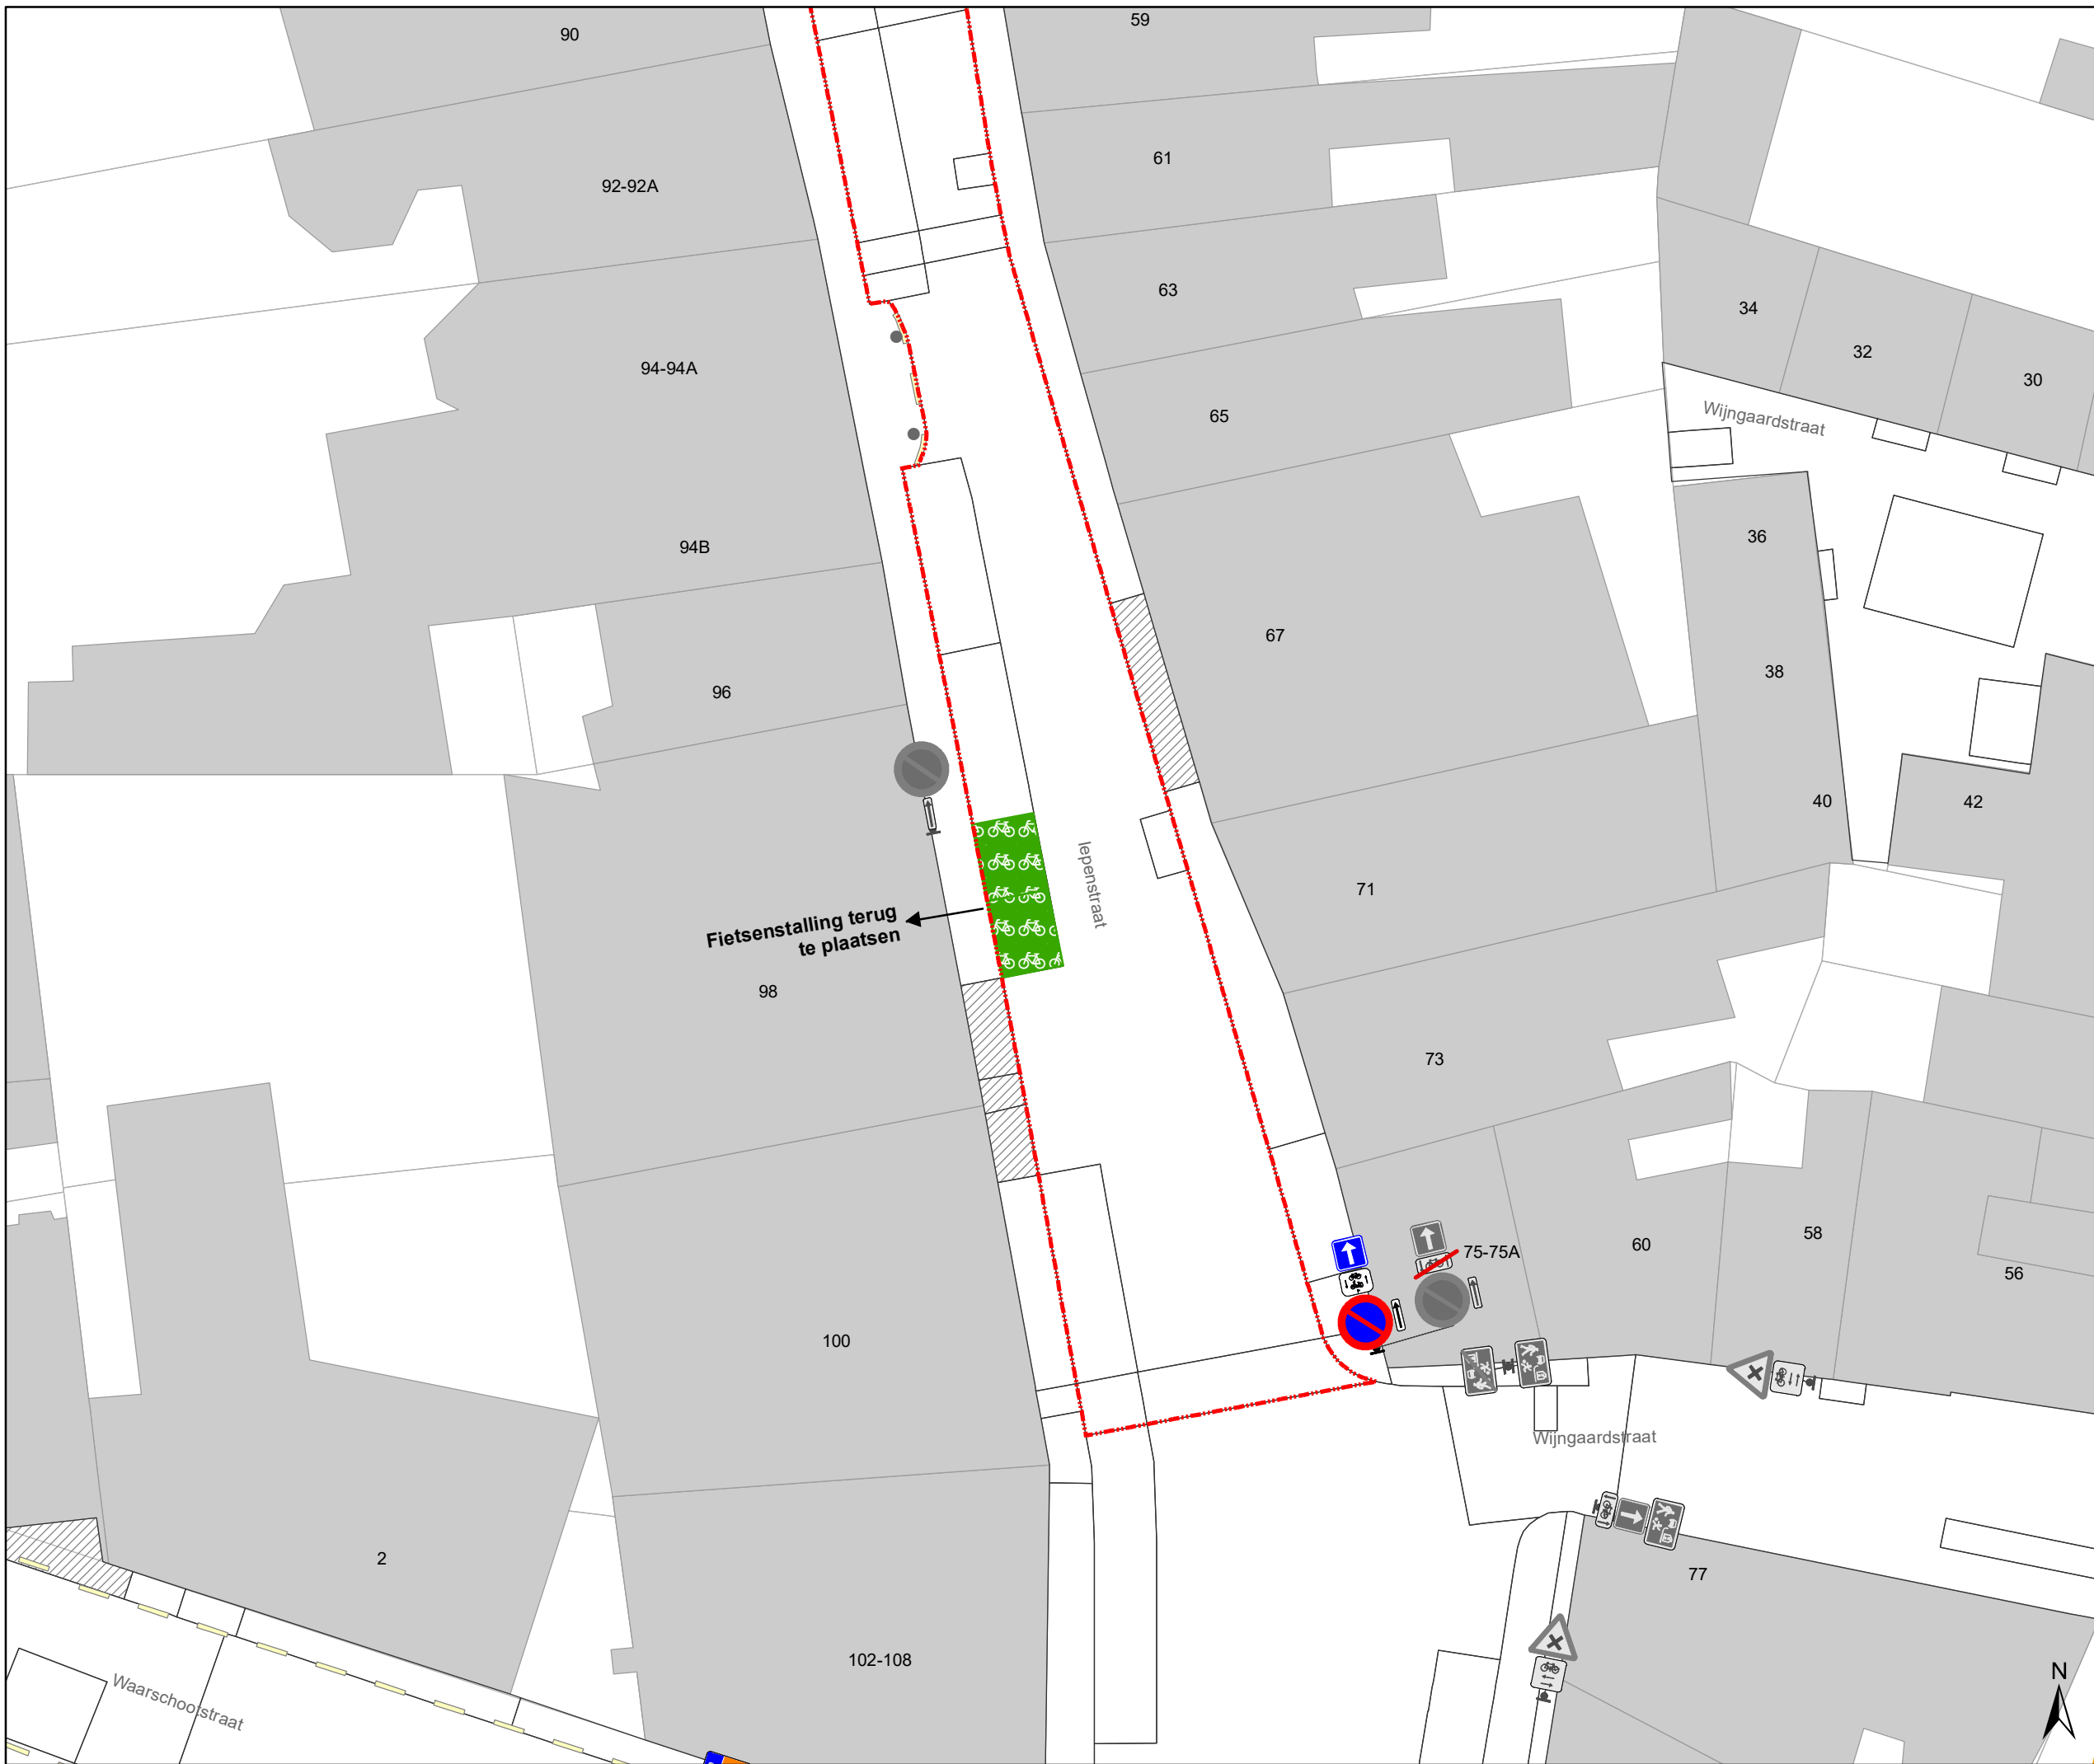 90
59
92-92A
61
63
34
32
30
94-94A
65
Wijngaardstraat
94B
36
67
38
96
40
42
Iepenstraat
71
Fietsenstalling terug
te plaatsen
98
73
75-75A
60
58
56
100
Wijngaardstraat
2
77
102-108
Waarschootstraat
N